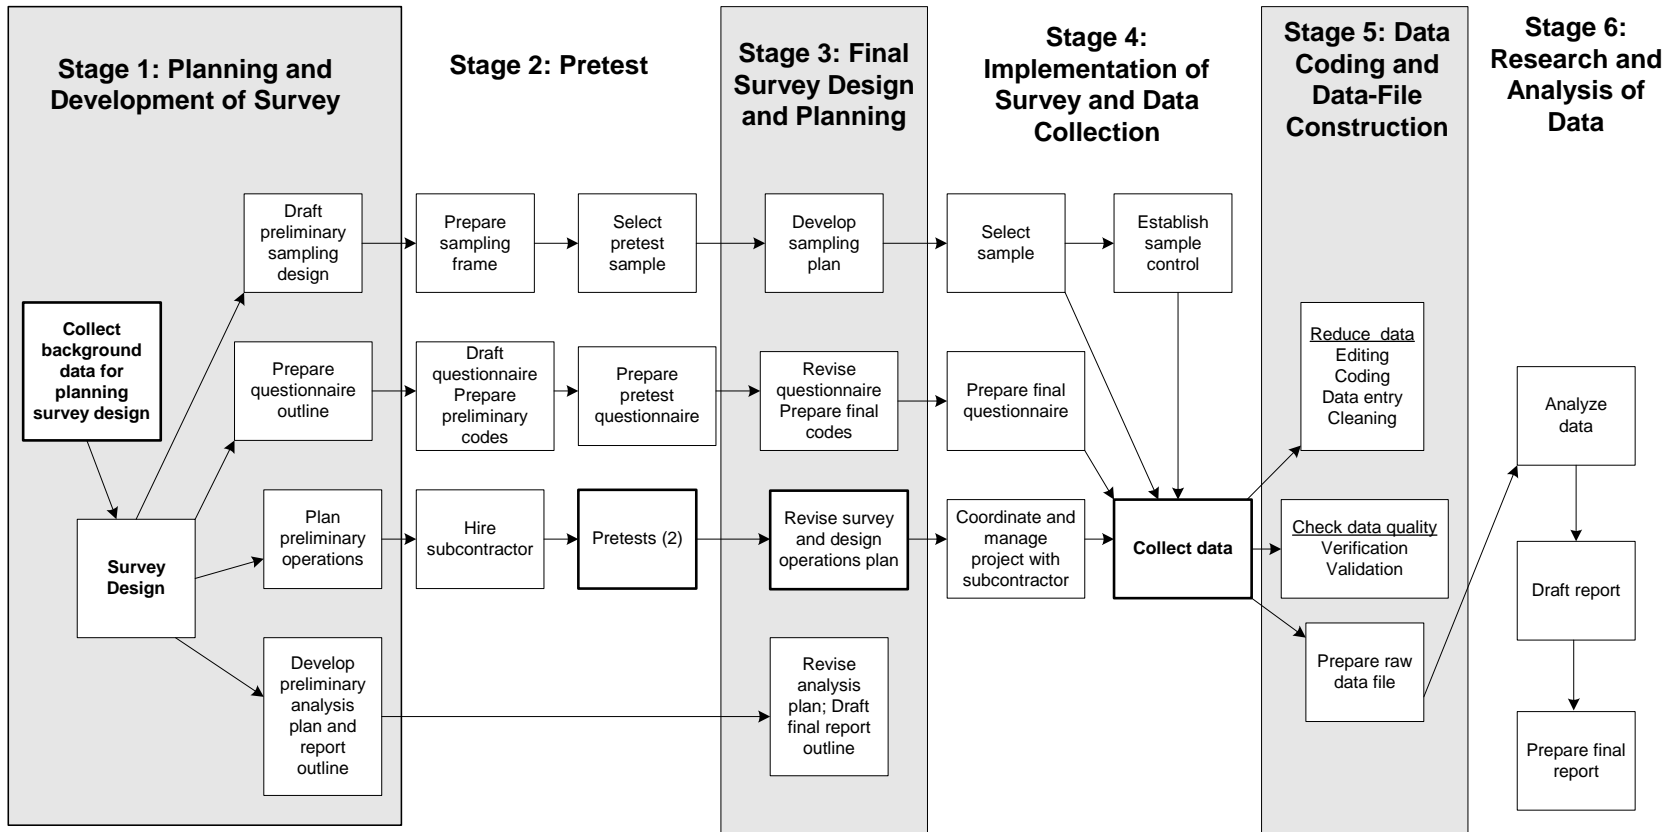 Stage 1: Planning and
Development of Survey
Stage 2: Pretest
Stage 3: Final
Survey Design
and Planning
Stage 4:
Implementation of
Survey and Data
Collection
Stage 5: Data
Coding and
Data-File
Construction
Stage 6:
Research and
Analysis of
Data
Draft
preliminary
sampling
design
Prepare
sampling
frame
Select
pretest
sample
Develop
sampling
plan
Select
sample
Establish
sample
control
Collect
background
data for
planning
survey design
Prepare
questionnaire
outline
Draft
questionnaire
Prepare
preliminary
codes
Prepare
pretest
questionnaire
Revise
questionnaire
Prepare final
codes
Prepare final
questionnaire
Reduce data
Editing
Coding
Data entry
Cleaning
Analyze
data
Survey
Design
Plan
preliminary
operations
Hire
subcontractor
Pretests (2)
Revise survey
and design
operations plan
Coordinate and
manage
project with
subcontractor
Collect data
Check data quality
Verification
Validation
Draft report
Develop
preliminary
analysis
plan and
report
outline
Revise
analysis
plan; Draft
final report
outline
Prepare raw
data file
Prepare final
report